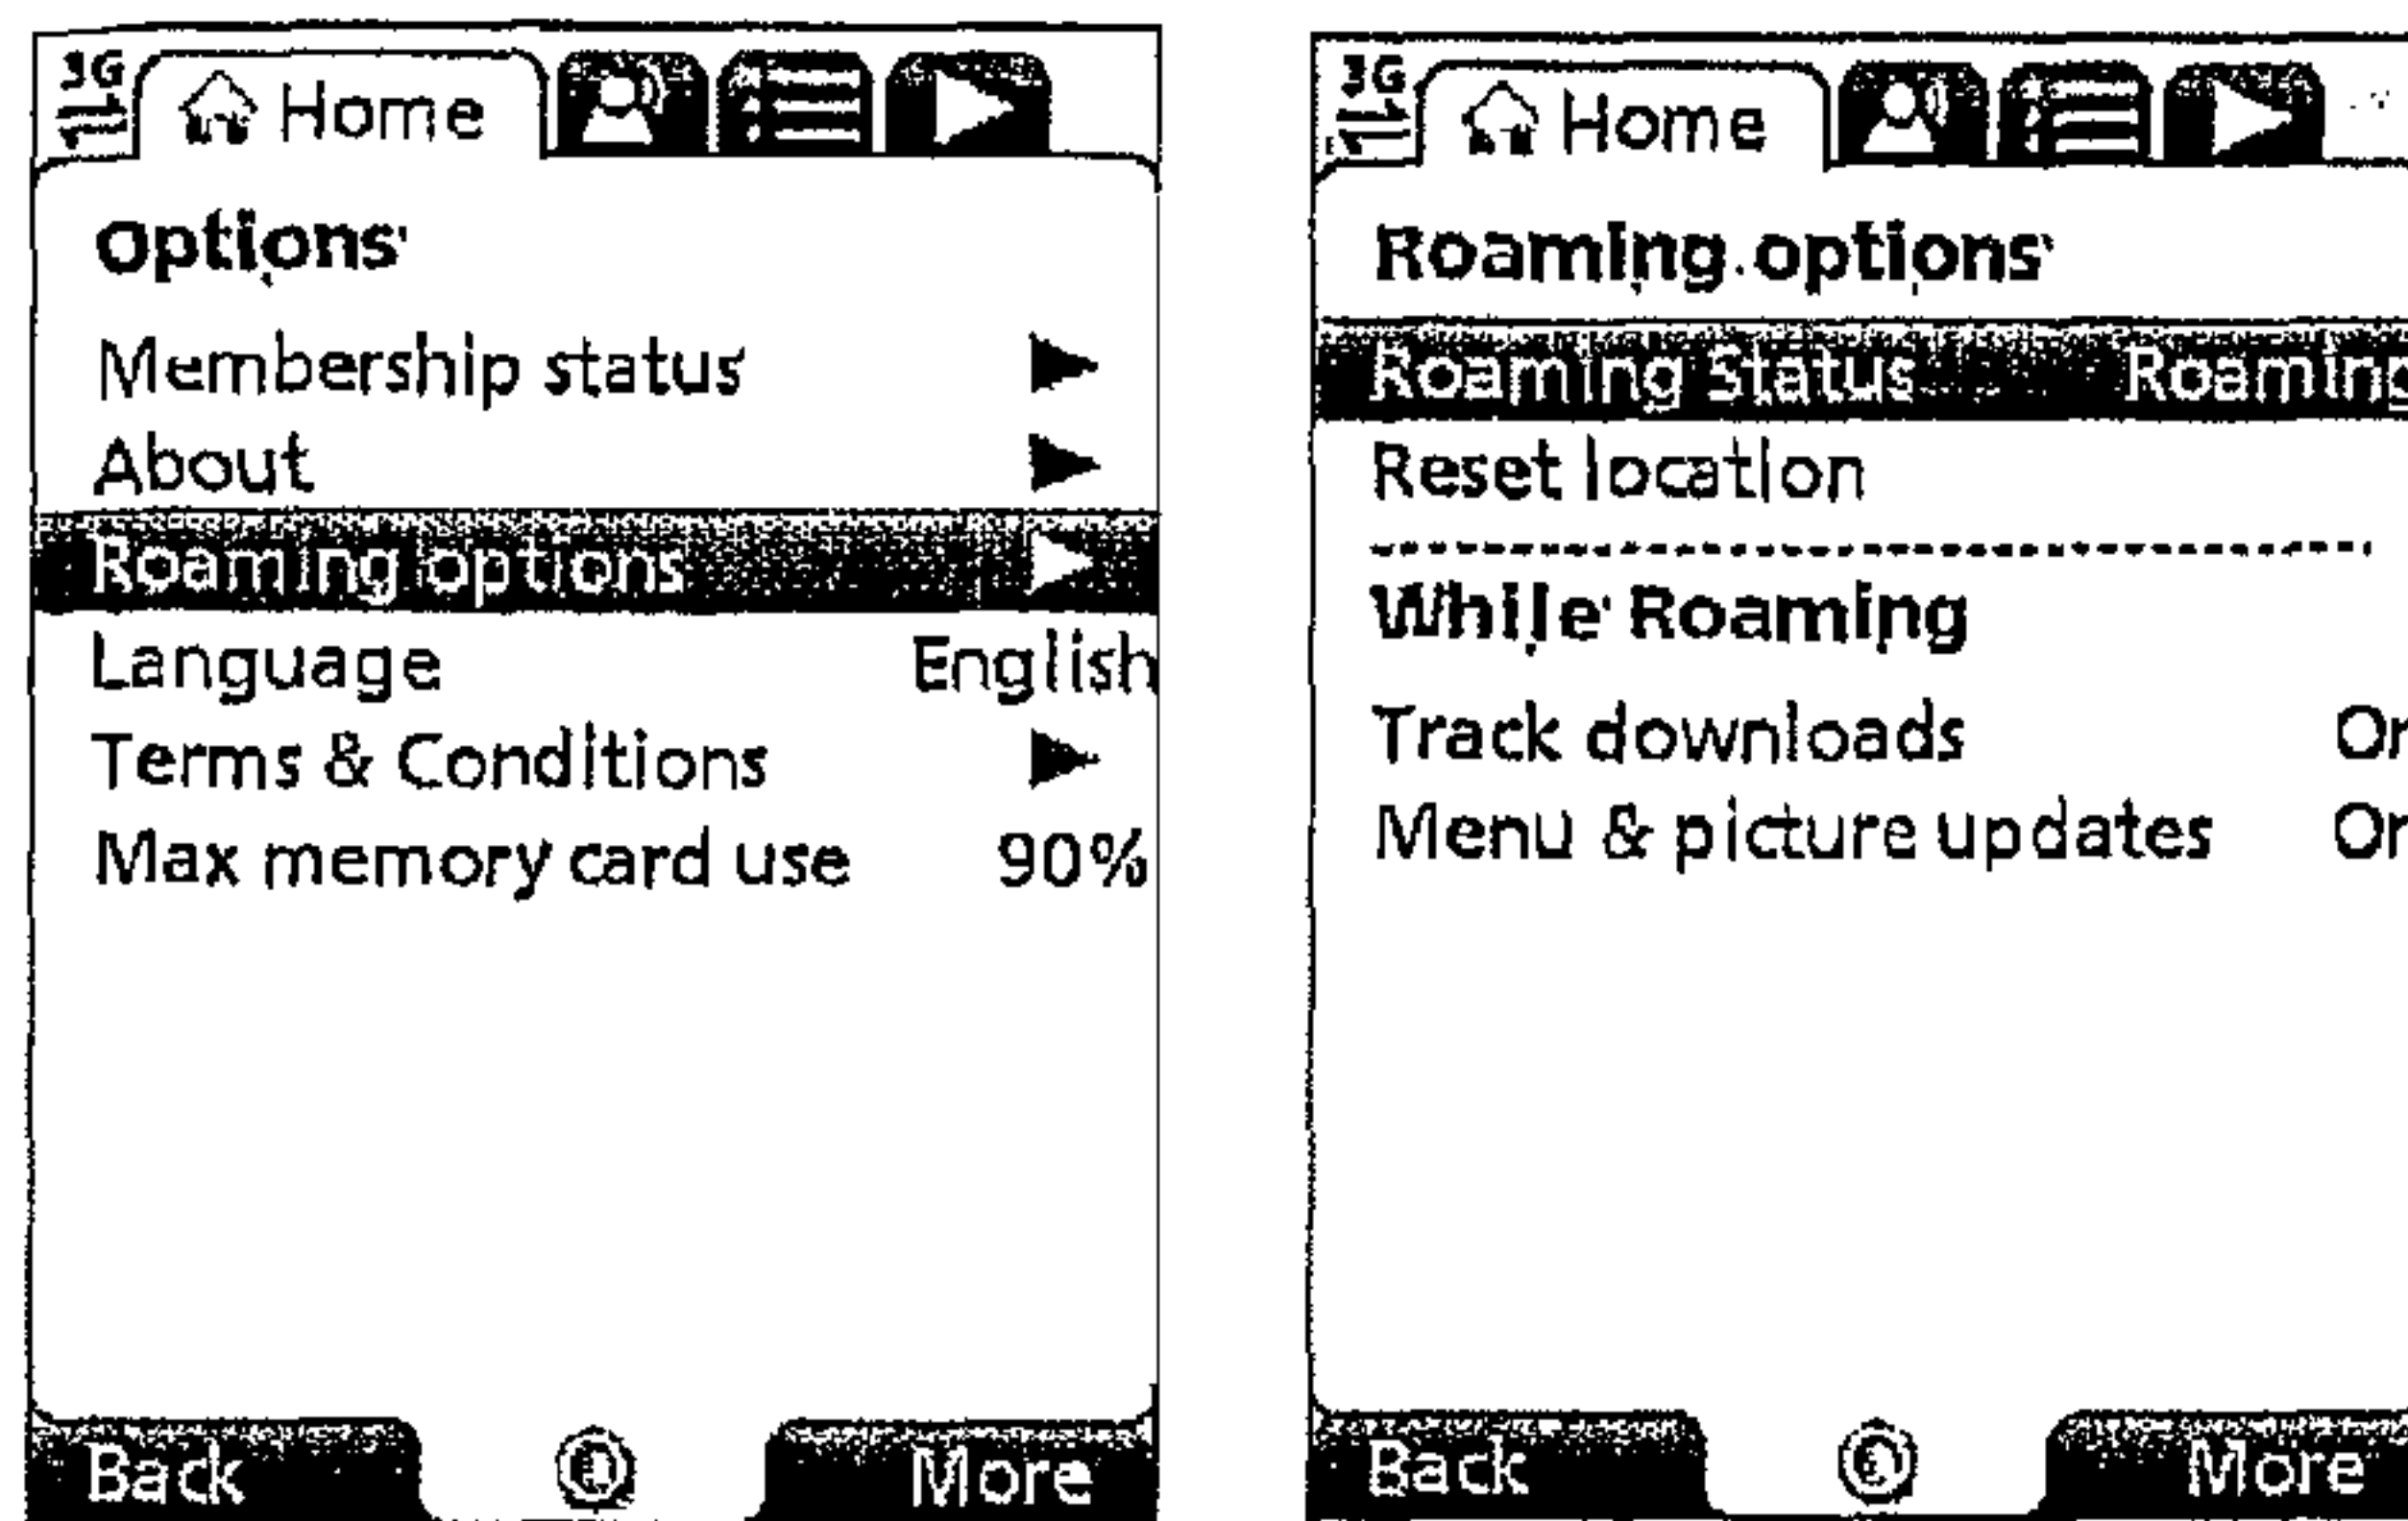 3G
Home
Options
Membership status
About
Roaming options
Language English
Terms & Conditions
Max memory card use 90%
Back More
3G
Home
Roaming options
Roaming Status Roaming
Reset location
While Roaming
Track downloads
Menu & picture updates
Back More